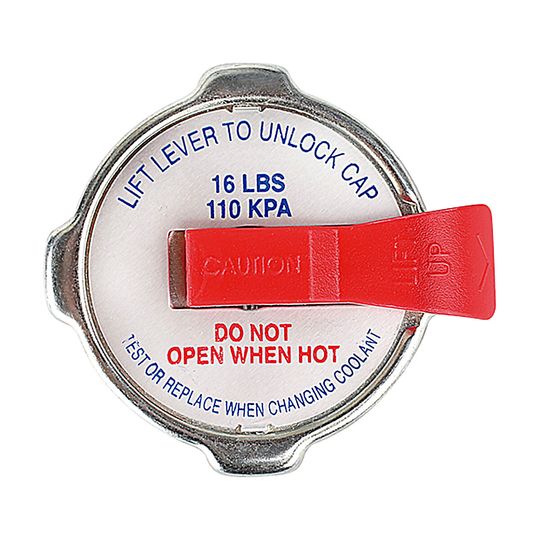 LIFT LEVER TO UNLOCK CAP
16 LBS
110 KPA
CAUTION
LIFT
UP
DO NOT
OPEN WHEN HOT
TEST OR REPLACE WHEN CHANGING COOLANT